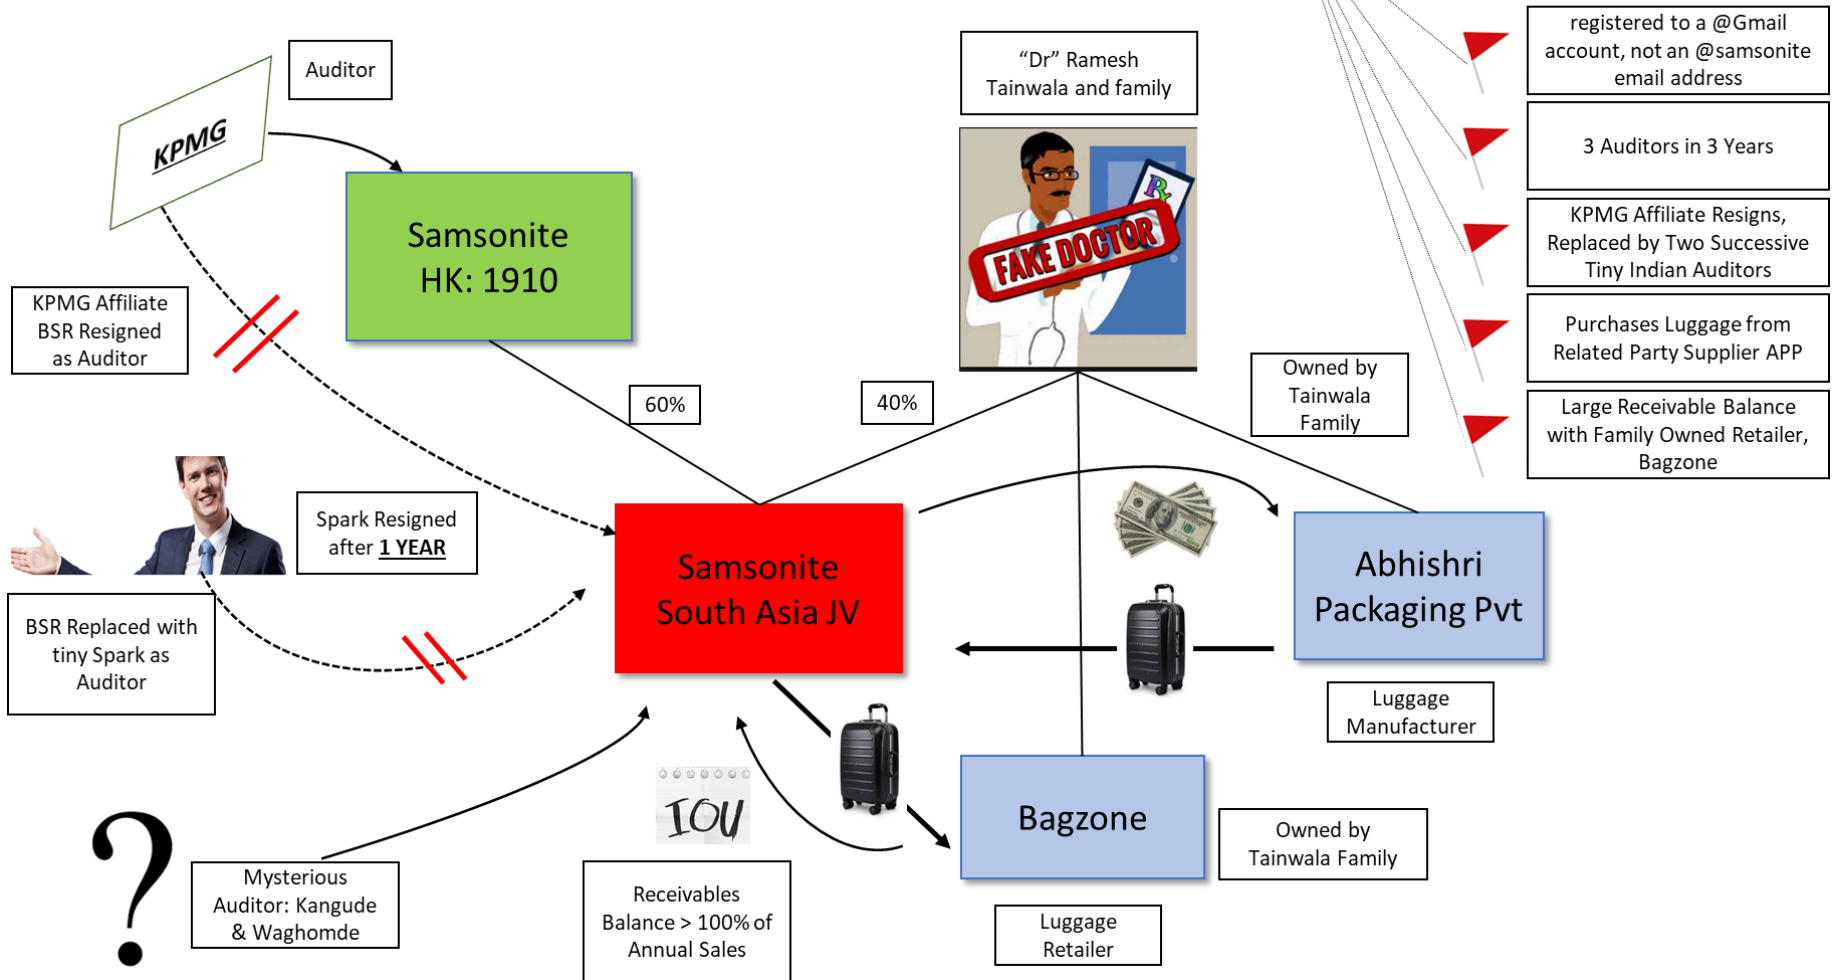 Auditor
KPMG
Samsonite
HK: 1910
KPMG Affiliate
BSR Resigned
as Auditor
60%
40%
"Dr" Ramesh
Tainwala and family
Rx
FAKE DOCTOR
Owned by
Tainwala
Family
registered to a @Gmail
account, not an @samsonite
email address
3 Auditors in 3 Years
KPMG Affiliate Resigns,
Replaced by Two Successive
Tiny Indian Auditors
Purchases Luggage from
Related Party Supplier APP
Large Receivable Balance
with Family Owned Retailer,
Bagzone
Spark Resigned
after 1 YEAR
BSR Replaced with
tiny Spark as
Auditor
Samsonite
South Asia JV
Abhishri
Packaging Pvt
Luggage
Manufacturer
?
Mysterious
Auditor: Kangude
& Waghomde
IOU
Receivables
Balance > 100% of
Annual Sales
Bagzone
Owned by
Tainwala Family
Luggage
Retailer